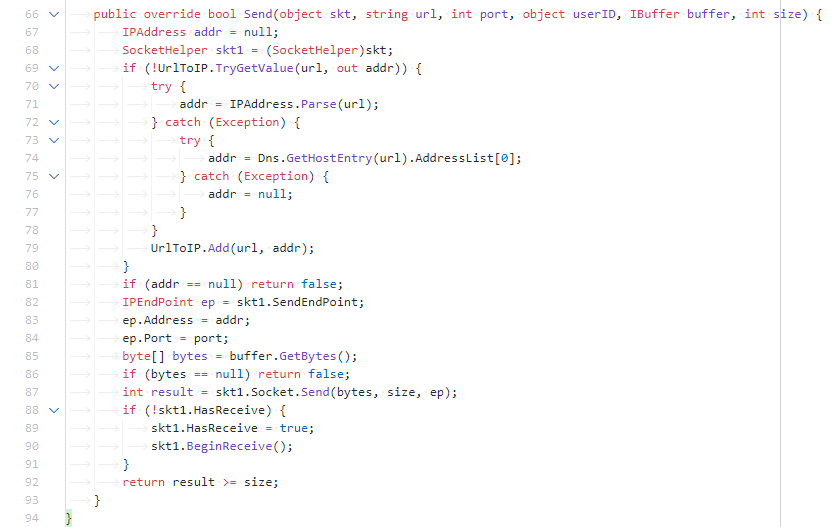 66 public override bool Send(object skt, string url, int port, object userID, IBuffer buffer, int size) {
67 IPAddress addr = null;
68 SocketHelper skt1 = (SocketHelper)skt;
69 if (!UrlToIP.TryGetValue(url, out addr)) {
70 try {
71 addr = IPAddress.Parse(url);
72 } catch (Exception) {
73 try {
74 addr = Dns.GetHostEntry(url).AddressList[0];
75 } catch (Exception) {
76 addr = null;
77 }
78 }
79 UrlToIP.Add(url, addr);
80 }
81 if (addr == null) return false;
82 IPEndPoint ep = skt1.SendEndPoint;
83 ep.Address = addr;
84 ep.Port = port;
85 byte[] bytes = buffer.GetBytes();
86 if (bytes == null) return false;
87 int result = skt1.Socket.Send(bytes, size, ep);
88 if (!skt1.HasReceive) {
89 skt1.HasReceive = true;
90 skt1.BeginReceive();
91 }
92 return result >= size;
93 }
94 }